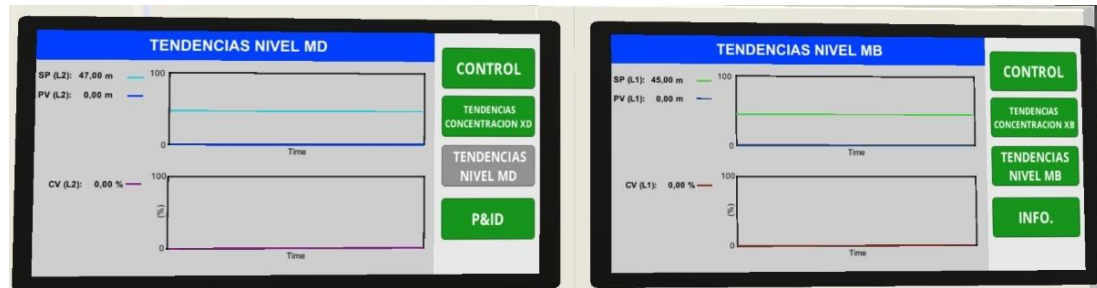 TENDENCIAS NIVEL MD
SP (L2): 47,00 m
PV (L2): 0,00 m
100
0
Time
CV (L2): 0,00 %
100
(%)
0
Time
CONTROL
TENDENCIAS
CONCENTRACION XD
TENDENCIAS
NIVEL MD
P&ID
TENDENCIAS NIVEL MB
SP (L1): 45,00 m
PV (L1): 0,00 m
100
0
Time
CV (L1): 0,00 %
100
(%)
0
Time
CONTROL
TENDENCIAS
CONCENTRACION XB
TENDENCIAS
NIVEL MB
INFO.